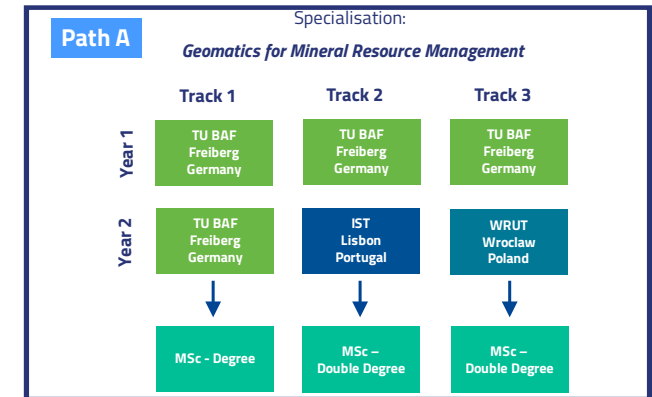 Specialisation:
Path A
Geomatics for Mineral Resource Management
Track 1
Track 2
Track 3
Year 1
TU BAF
Freiberg
Germany
TU BAF
Freiberg
Germany
TU BAF
Freiberg
Germany
Year 2
TU BAF
Freiberg
Germany
IST
Lisbon
Portugal
WRUT
Wroclaw
Poland
MSc - Degree
MSc –
Double Degree
MSc –
Double Degree